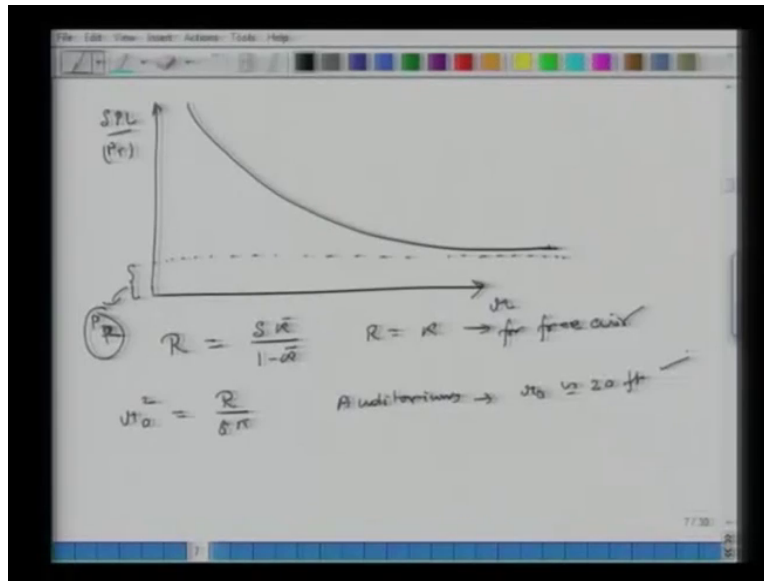 File Edit View Insert Actions Tools Help
SPL
(Pr)
r
PR
R = Sᾱ / 1-ᾱ R = α → for free air
r₀² = R / 8π Auditoriums → r₀ ≃ 20 ft
7/30